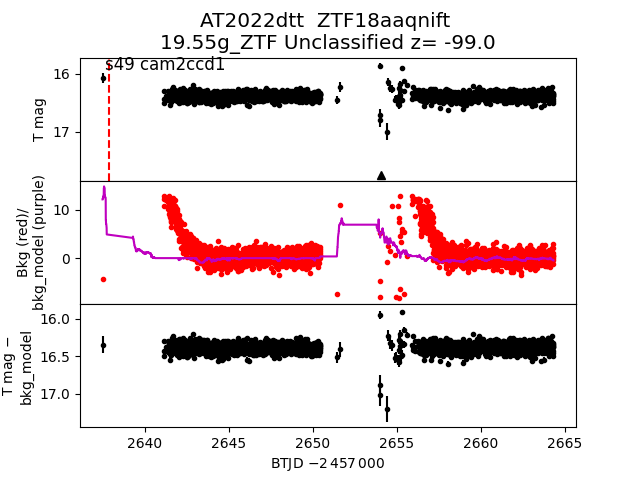 AT2022dtt  ZTF18aaqnift
19.55g_ZTF Unclassified z= -99.0
s49 cam2ccd1
16
17
T mag
10
0
Bkg (red)/
bkg_model (purple)
16.0
16.5
17.0
T mag −
bkg_model
2640
2645
2650
2655
2660
2665
BTJD −2 457 000